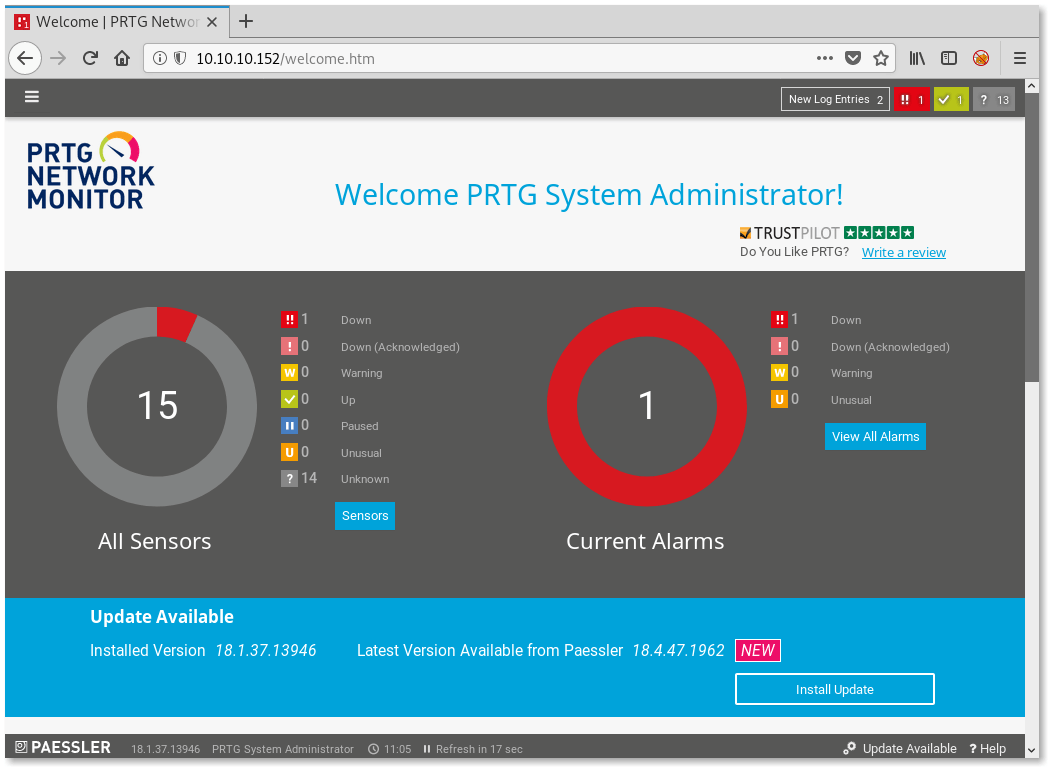 Welcome | PRTG Networ
10.10.10.152/welcome.htm
New Log Entries 2
!! 1
1
? 13
PRTG
NETWORK
MONITOR
Welcome PRTG System Administrator!
TRUSTPILOT
Do You Like PRTG? Write a review
15
All Sensors
!! 1 Down
! 0 Down (Acknowledged)
W 0 Warning
0 Up
0 Paused
U 0 Unusual
? 14 Unknown
Sensors
1
Current Alarms
!! 1 Down
! 0 Down (Acknowledged)
W 0 Warning
U 0 Unusual
View All Alarms
Update Available
Installed Version 18.1.37.13946 Latest Version Available from Paessler 18.4.47.1962 NEW
Install Update
PAESSLER 18.1.37.13946 PRTG System Administrator 11:05 Refresh in 17 sec Update Available ? Help